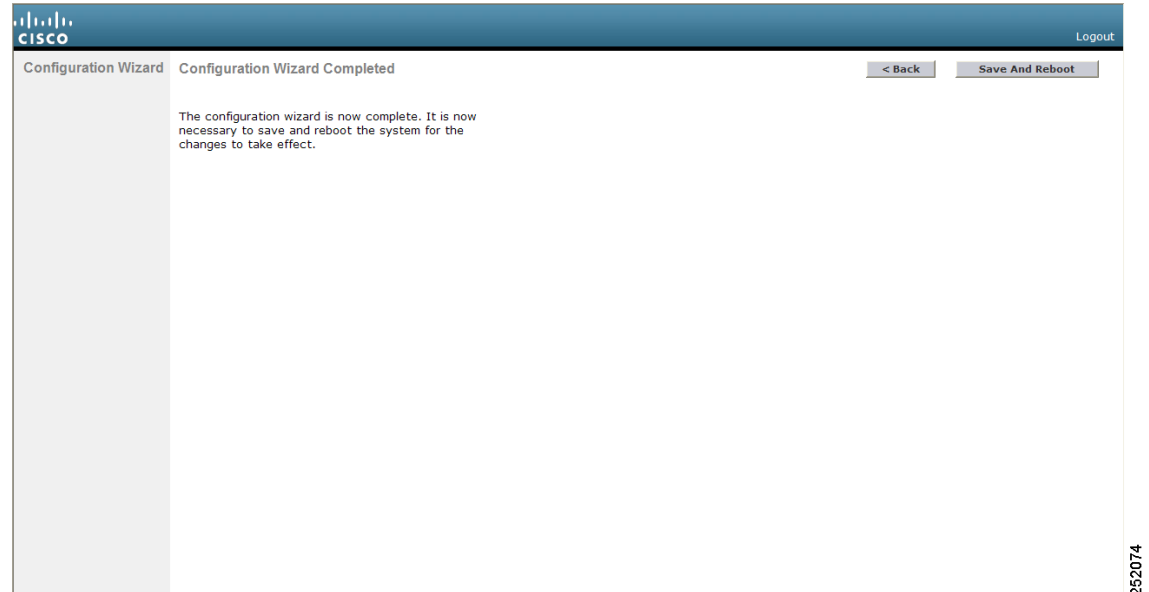 CISCO
Logout
Configuration Wizard
Configuration Wizard Completed
< Back
Save And Reboot
The configuration wizard is now complete. It is now
necessary to save and reboot the system for the
changes to take effect.
252074